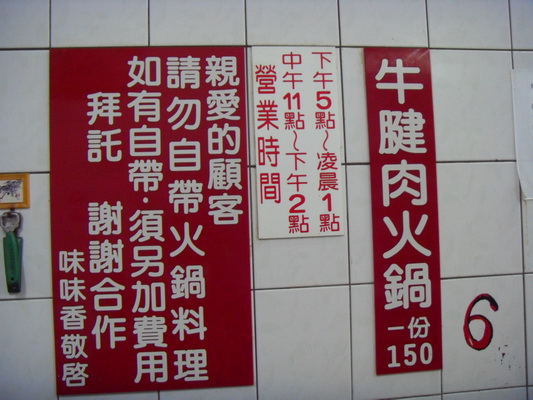 親愛的顧客
請勿自帶火鍋料理
如有自帶·須另加費用
拜託 謝謝合作
味味香敬啓
營業時間
中午11點～下午2點
下午5點～凌晨1點
牛腱肉火鍋
一份
150
6